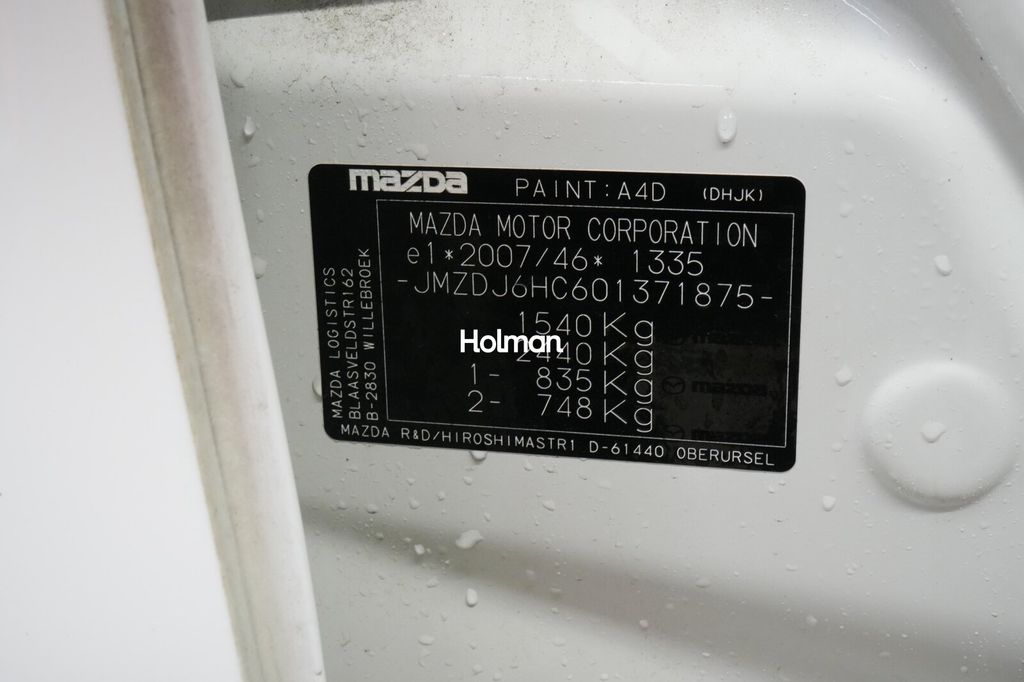 mazda PAINT:A4D (DHJK)
MAZDA MOTOR CORPORATION
e1*2007/46* 1335
-JMZDJ6HC601371875-
1540Kg
2440Kg
1- 835Kg
2- 748Kg
Holman
mazda
MAZDA LOGISTICS
BLAASVELDSTR162
B-2830 WILLEBROEK
MAZDA R&D/HIROSHIMASTR1 D-61440 OBERURSEL